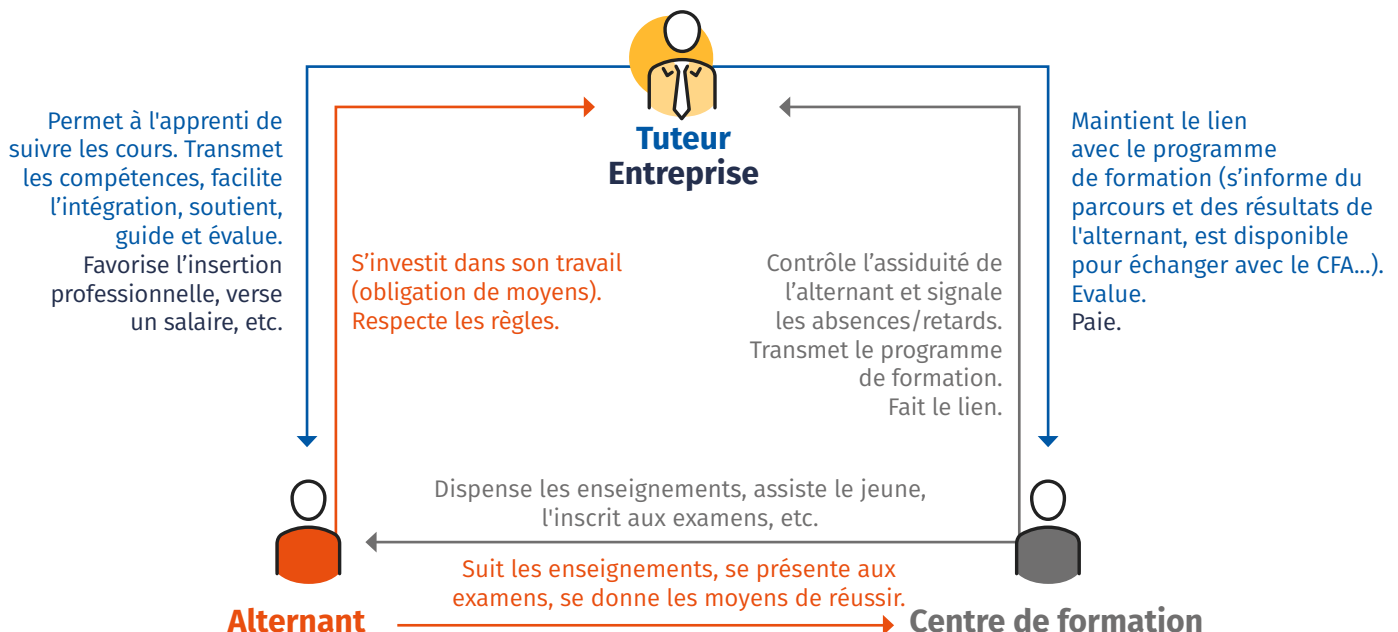 Tuteur
Entreprise
Permet à l'apprenti de
suivre les cours. Transmet
les compétences, facilite
l’intégration, soutient,
guide et évalue.
Favorise l’insertion
professionnelle, verse
un salaire, etc.
S’investit dans son travail
(obligation de moyens).
Respecte les règles.
Contrôle l’assiduité de
l’alternant et signale
les absences/retards.
Transmet le programme
de formation.
Fait le lien.
Maintient le lien
avec le programme
de formation (s’informe du
parcours et des résultats de
l'alternant, est disponible
pour échanger avec le CFA...).
Evalue.
Paie.
Dispense les enseignements, assiste le jeune,
l'inscrit aux examens, etc.
Suit les enseignements, se présente aux
examens, se donne les moyens de réussir.
Alternant
Centre de formation